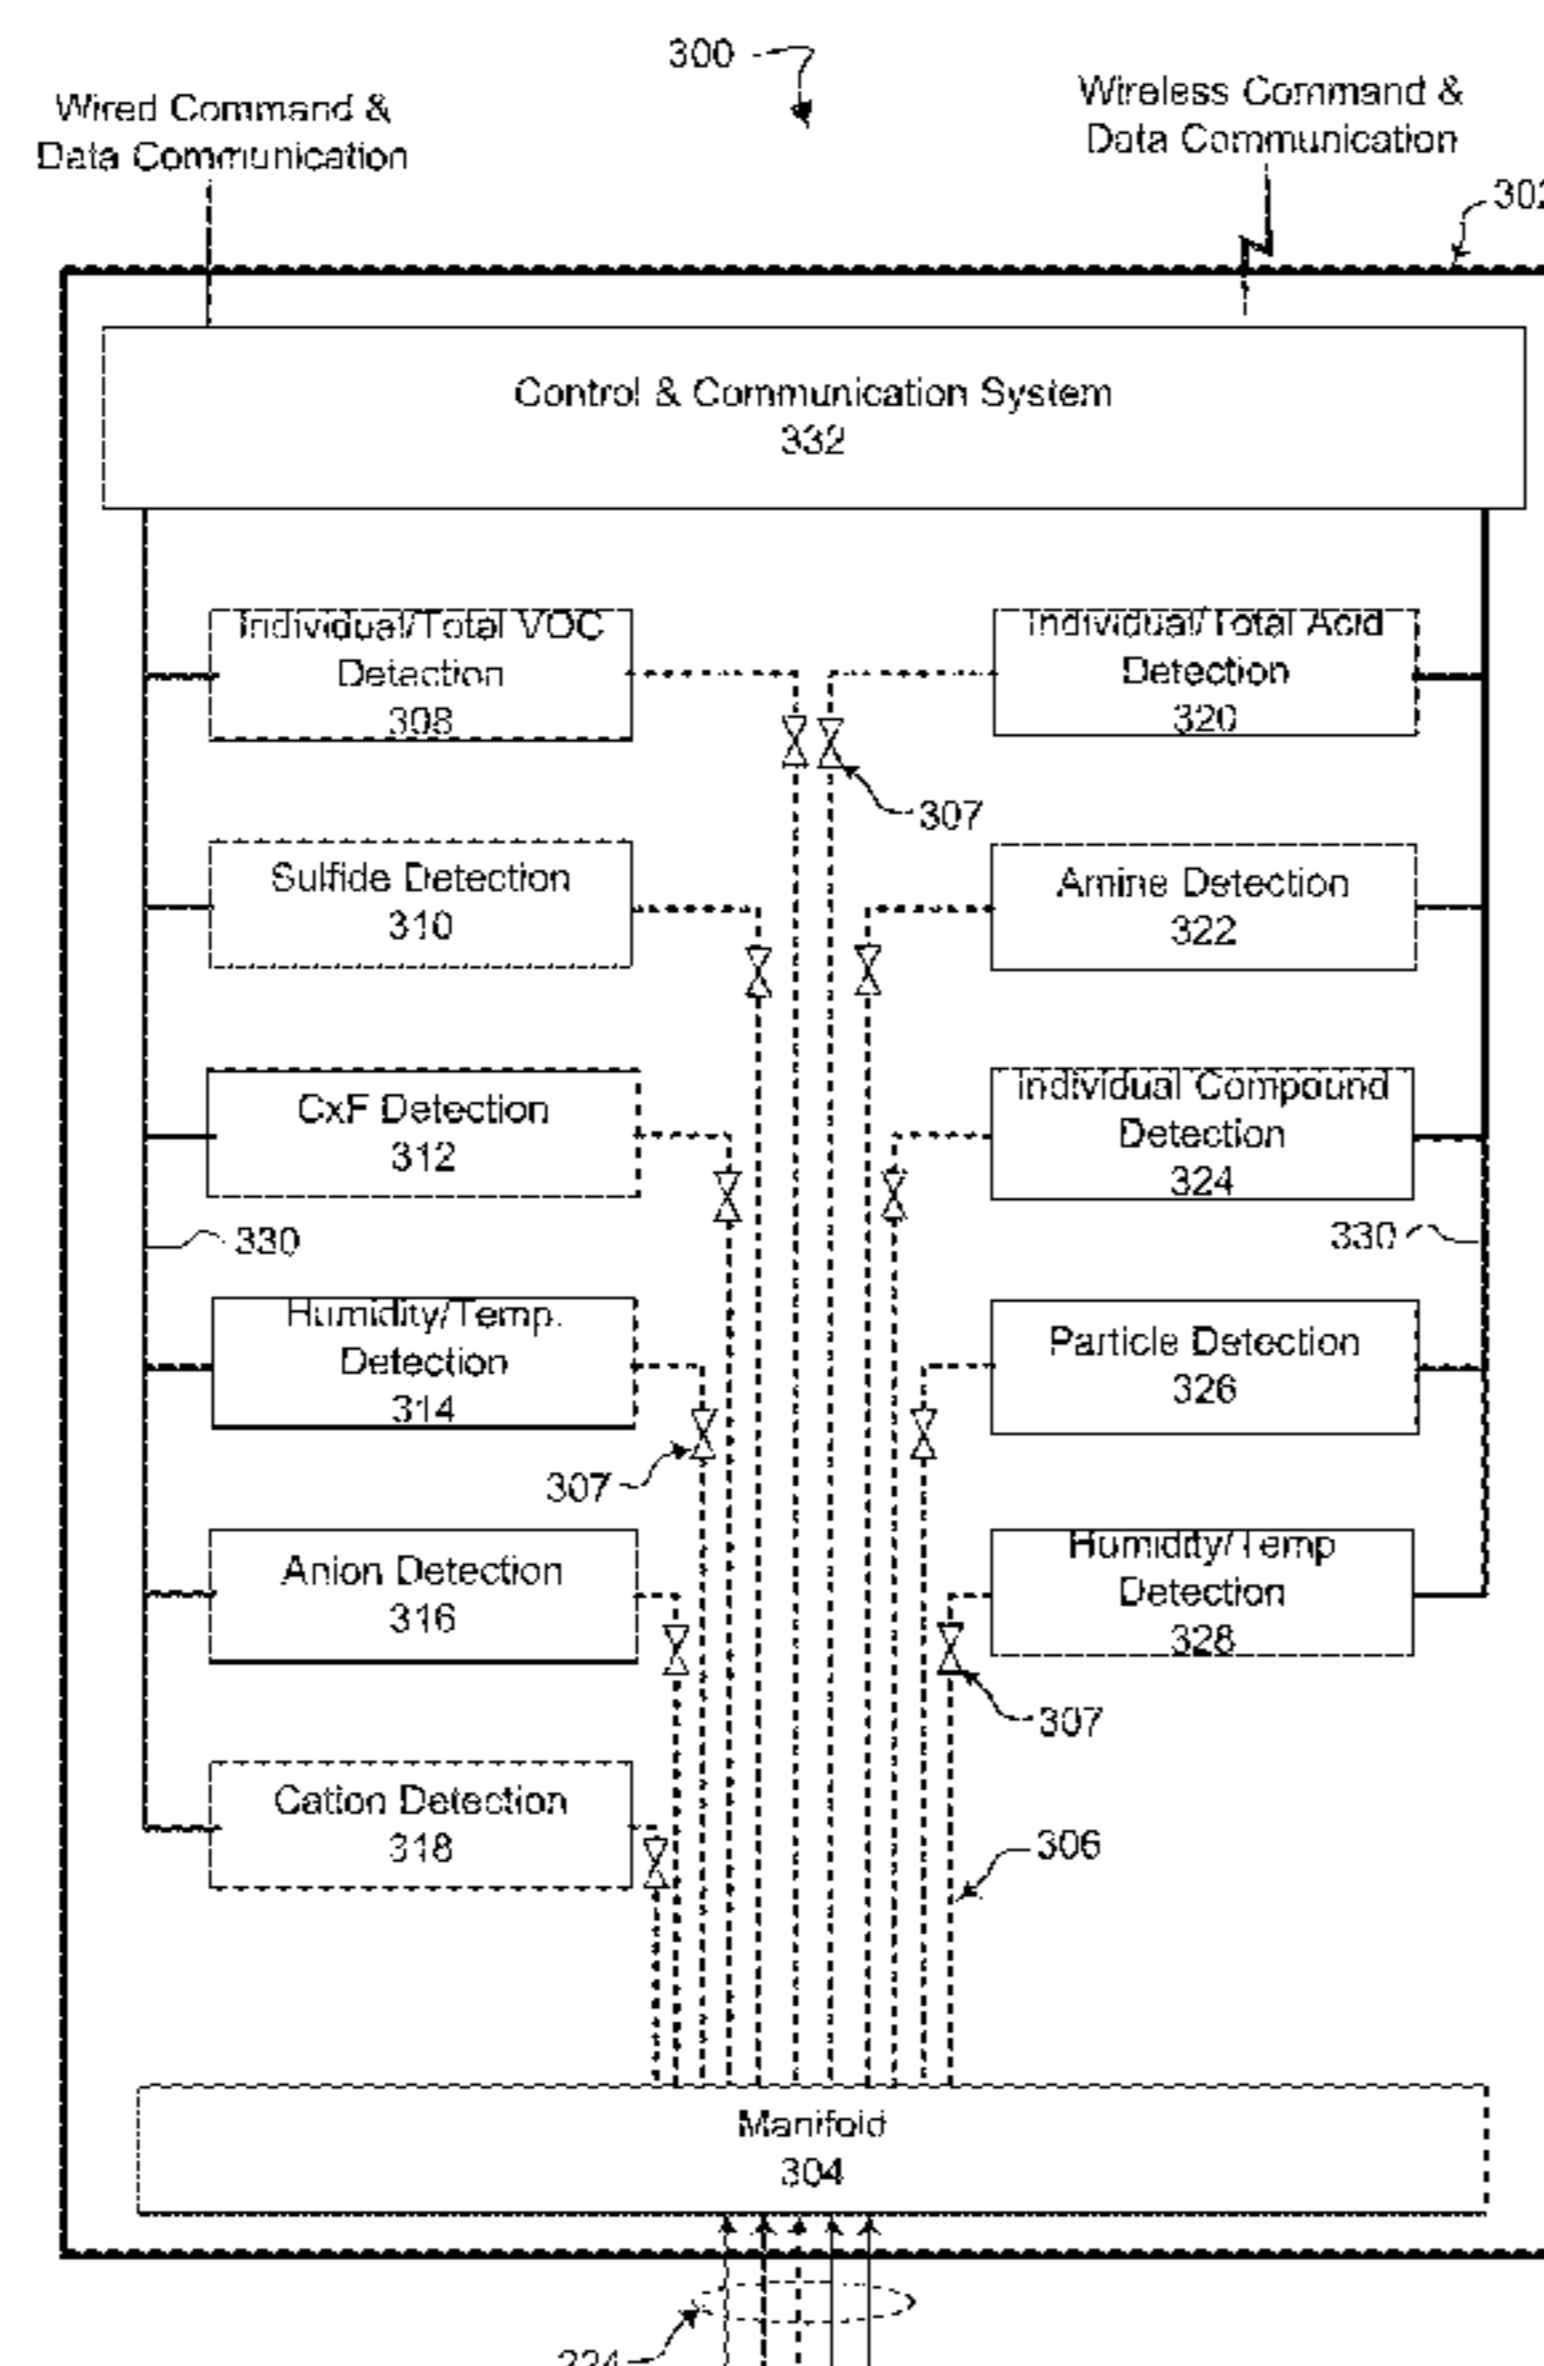 300
Wired Command &
Data Communication
Wireless Command &
Data Communication
Control & Communication System
332
Individual/Total VOC
Detection
308
Individual/Total Acid
Detection
320
307
Sulfide Detection
310
Amine Detection
322
CxF Detection
312
Individual Compound
Detection
324
330
330
Humidity/Temp.
Detection
314
Particle Detection
326
307
Anion Detection
316
Humidity/Temp
Detection
328
307
Cation Detection
318
306
Manifold
304